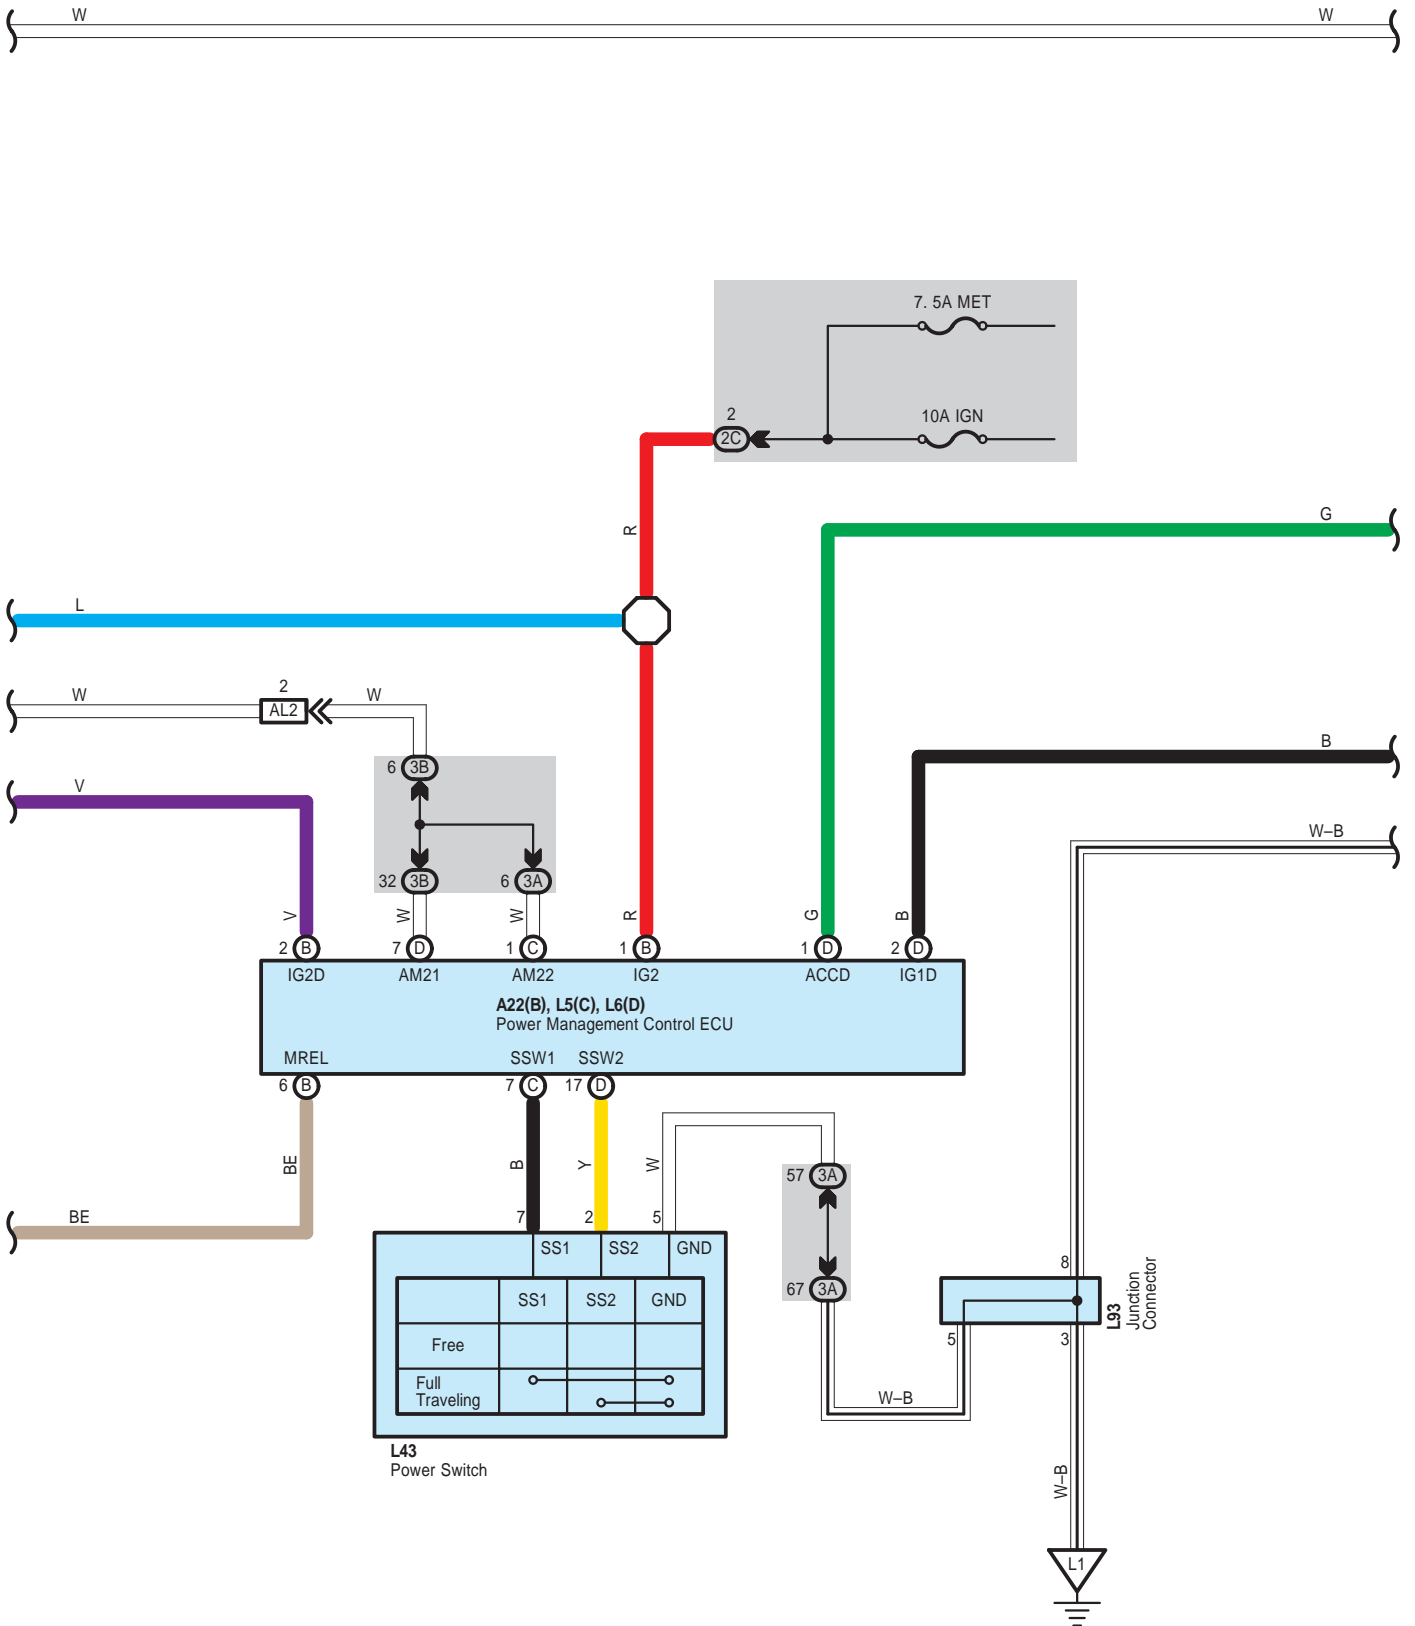 W
W
7. 5A MET
10A IGN
2
2C
R
G
L
W
2
AL2
W
B
6
3B
V
W–B
32
3B
6
3A
V
W
W
R
G
B
2
B
7
D
1
C
1
B
1
D
2
D
IG2D
AM21
AM22
IG2
ACCD
IG1D
A22(B), L5(C), L6(D)
Power Management Control ECU
MREL
SSW1
SSW2
6
B
7
C
17
D
BE
B
Y
W
57
3A
BE
7
2
5
SS1
SS2
GND
8
67
3A
L93
Junction
Connector
SS1
SS2
GND
5
3
Free
Full
Traveling
W–B
L43
Power Switch
W–B
L1